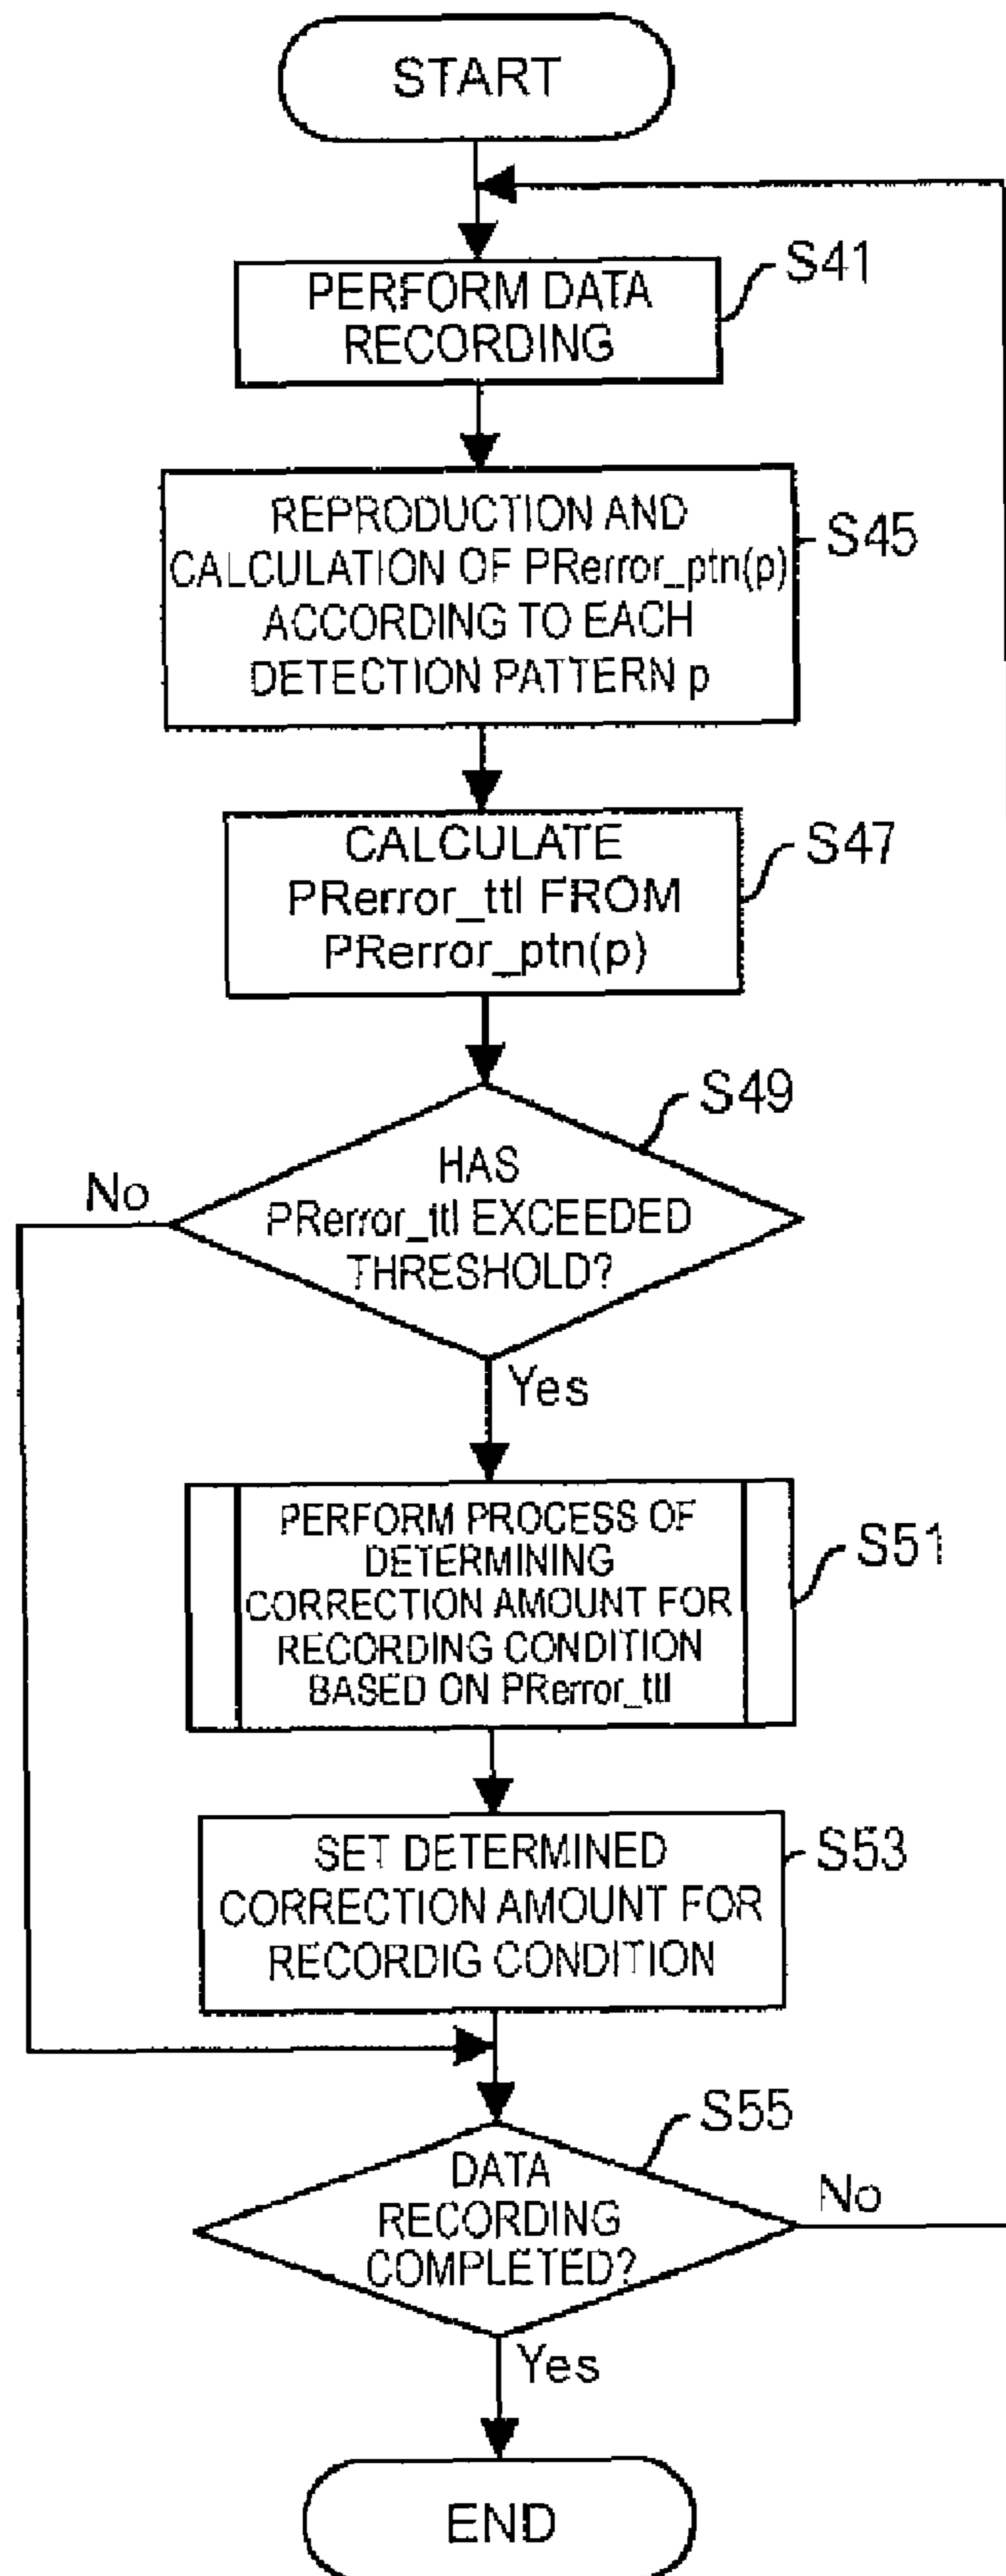 START
S41
PERFORM DATA
RECORDING
S45
REPRODUCTION AND
CALCULATION OF PRerror_ptn(p)
ACCORDING TO EACH
DETECTION PATTERN p
S47
CALCULATE
PRerror_ttl FROM
PRerror_ptn(p)
S49
HAS
PRerror_ttl EXCEEDED
THRESHOLD?
No
Yes
S51
PERFORM PROCESS OF
DETERMINING
CORRECTION AMOUNT FOR
RECORDING CONDITION
BASED ON PRerror_ttl
S53
SET DETERMINED
CORRECTION AMOUNT FOR
RECORDIG CONDITION
S55
DATA
RECORDING
COMPLETED?
No
Yes
END